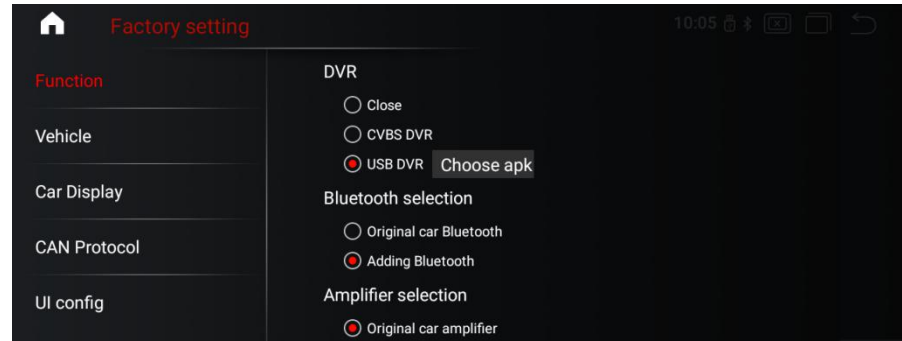 Factory setting
10:05
Function
Vehicle
Car Display
CAN Protocol
UI config
DVR
Close
CVBS DVR
USB DVR Choose apk
Bluetooth selection
Original car Bluetooth
Adding Bluetooth
Amplifier selection
Original car amplifier